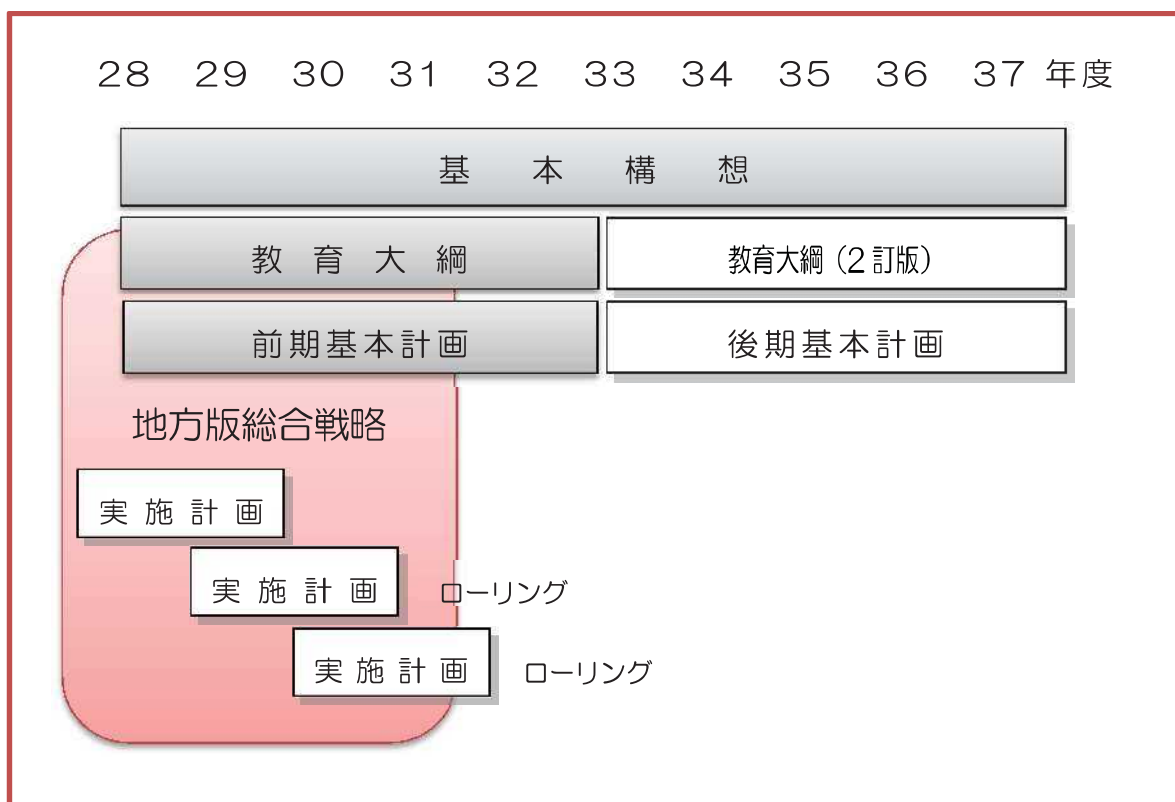 28 29 30 31 32 33 34 35 36 37 年度
基本構想
教育大綱
教育大綱（2訂版）
前期基本計画
後期基本計画
地方版総合戦略
実施計画
実施計画
ローリング
実施計画
ローリング